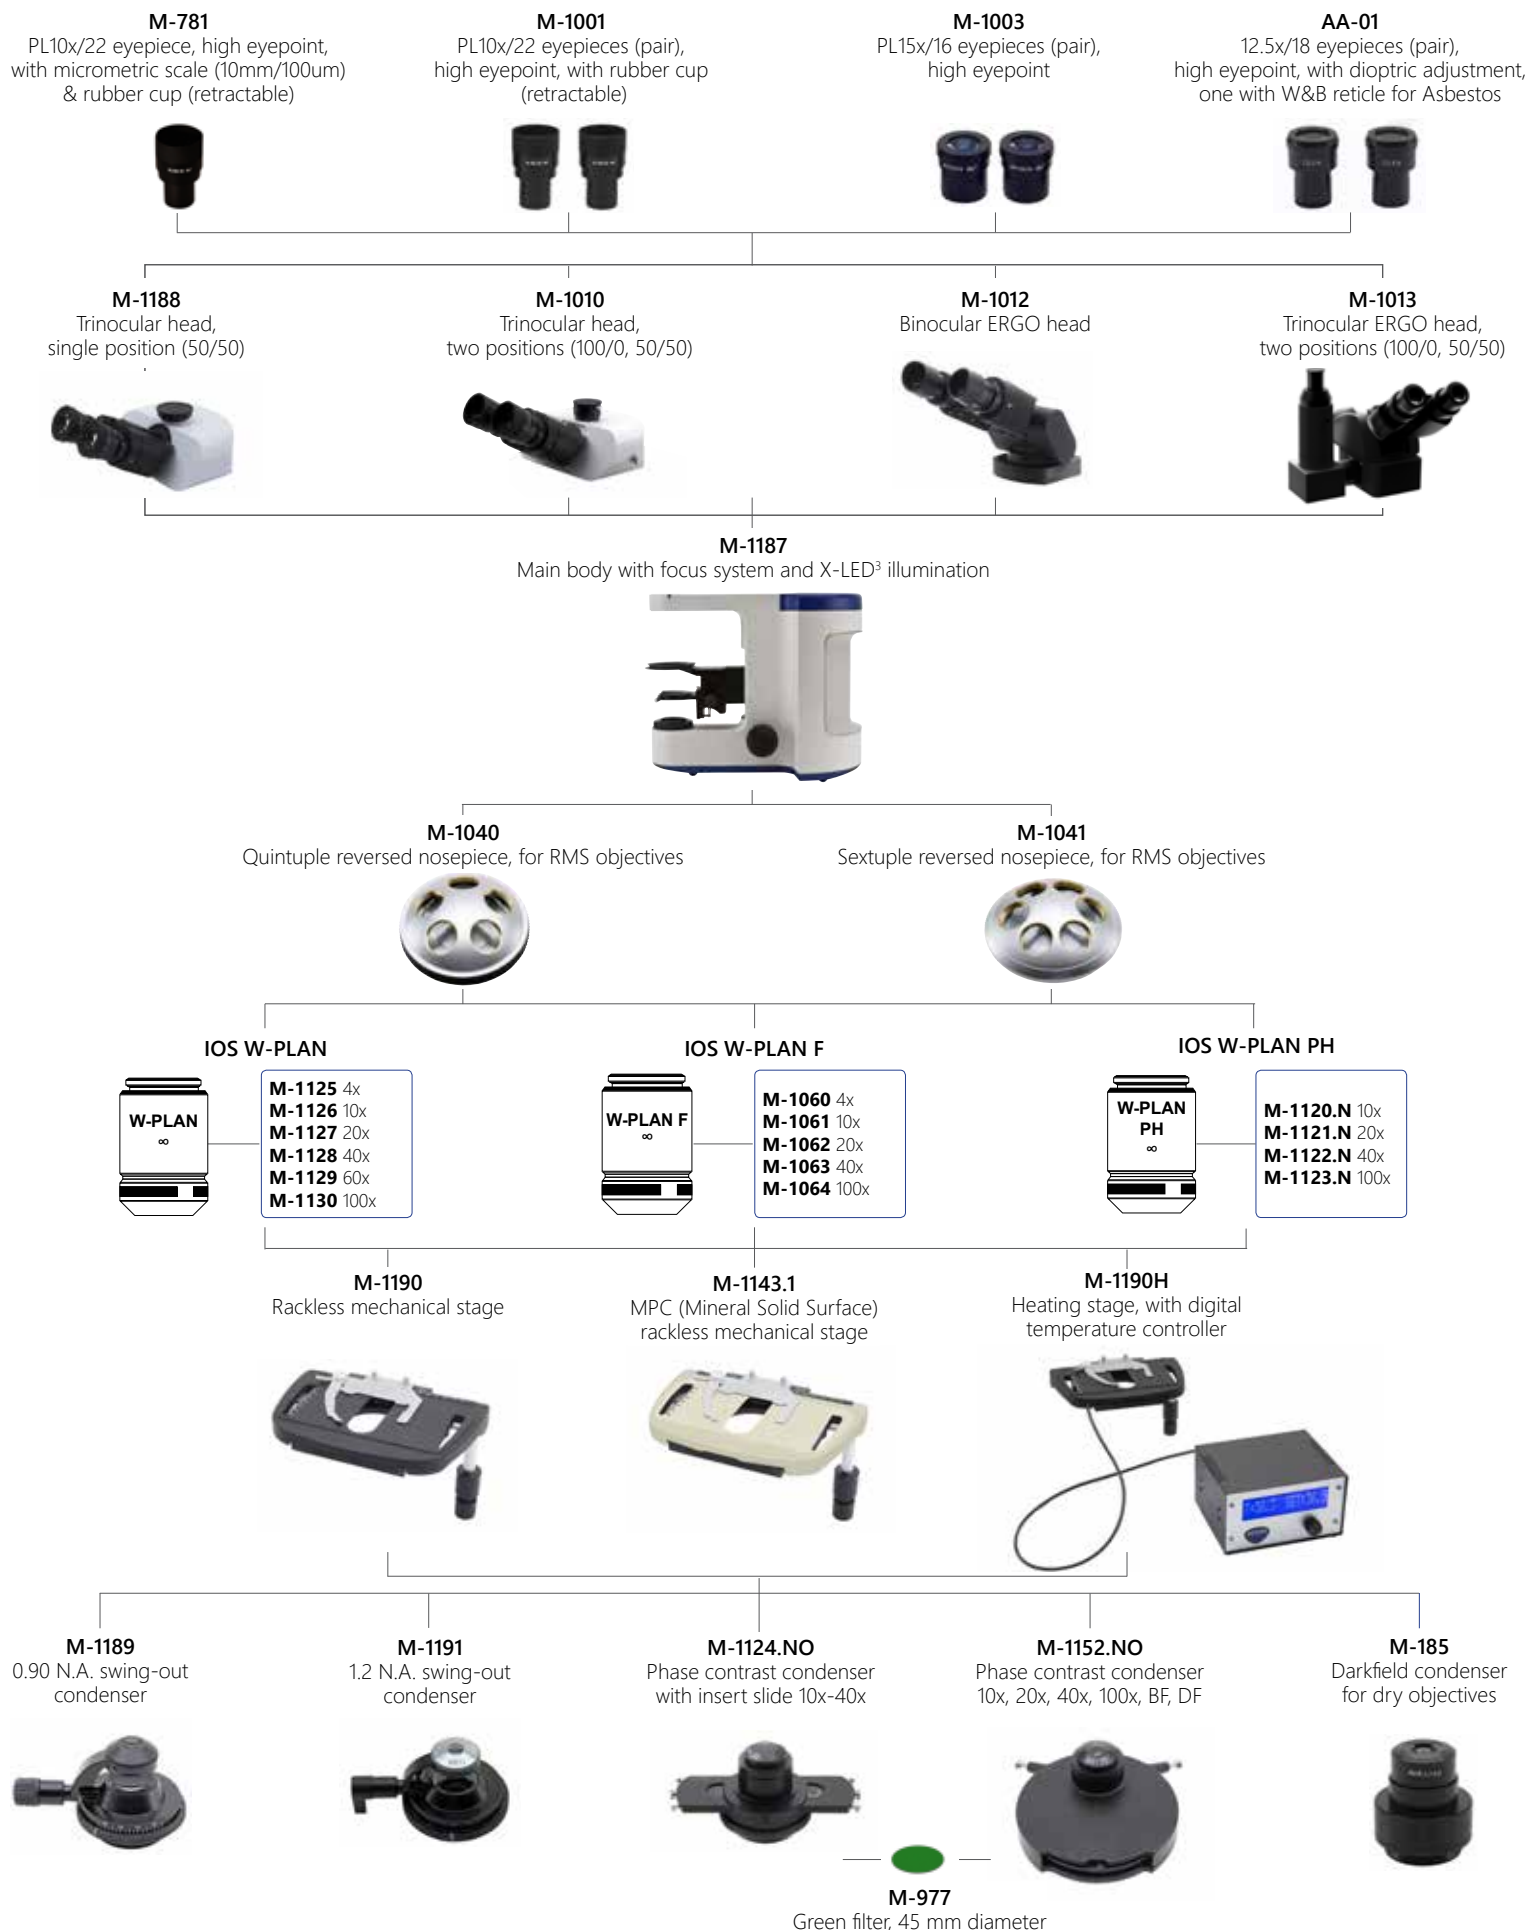 M-781
PL10x/22 eyepiece, high eyepoint,
with micrometric scale (10mm/100um)
& rubber cup (retractable)
M-1001
PL10x/22 eyepieces (pair),
high eyepoint, with rubber cup
(retractable)
M-1003
PL15x/16 eyepieces (pair),
high eyepoint
AA-01
12.5x/18 eyepieces (pair),
high eyepoint, with dioptric adjustment,
one with W&B reticle for Asbestos
M-1188
Trinocular head,
single position (50/50)
M-1010
Trinocular head,
two positions (100/0, 50/50)
M-1012
Binocular ERGO head
M-1013
Trinocular ERGO head,
two positions (100/0, 50/50)
M-1187
Main body with focus system and X-LED³ illumination
M-1040
Quintuple reversed nosepiece, for RMS objectives
M-1041
Sextuple reversed nosepiece, for RMS objectives
IOS W-PLAN
W-PLAN
∞
M-1125 4x
M-1126 10x
M-1127 20x
M-1128 40x
M-1129 60x
M-1130 100x
IOS W-PLAN F
W-PLAN F
∞
M-1060 4x
M-1061 10x
M-1062 20x
M-1063 40x
M-1064 100x
IOS W-PLAN PH
W-PLAN
PH
∞
M-1120.N 10x
M-1121.N 20x
M-1122.N 40x
M-1123.N 100x
M-1190
Rackless mechanical stage
M-1143.1
MPC (Mineral Solid Surface)
rackless mechanical stage
M-1190H
Heating stage, with digital
temperature controller
M-1189
0.90 N.A. swing-out
condenser
M-1191
1.2 N.A. swing-out
condenser
M-1124.NO
Phase contrast condenser
with insert slide 10x-40x
M-1152.NO
Phase contrast condenser
10x, 20x, 40x, 100x, BF, DF
M-185
Darkfield condenser
for dry objectives
M-977
Green filter, 45 mm diameter